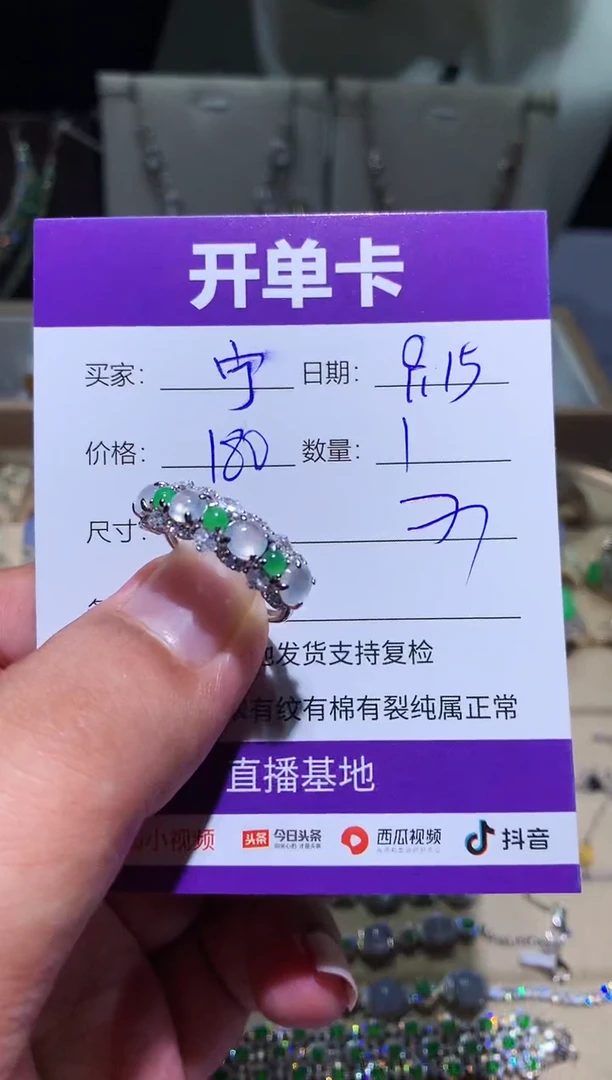 开单卡
买家： 宁 日期： 9.15
价格： 180 数量： 1
尺寸：
地发货支持复检
有纹有棉有裂纯属正常
直播基地
小视频 头条 今日头条 西瓜视频 抖音